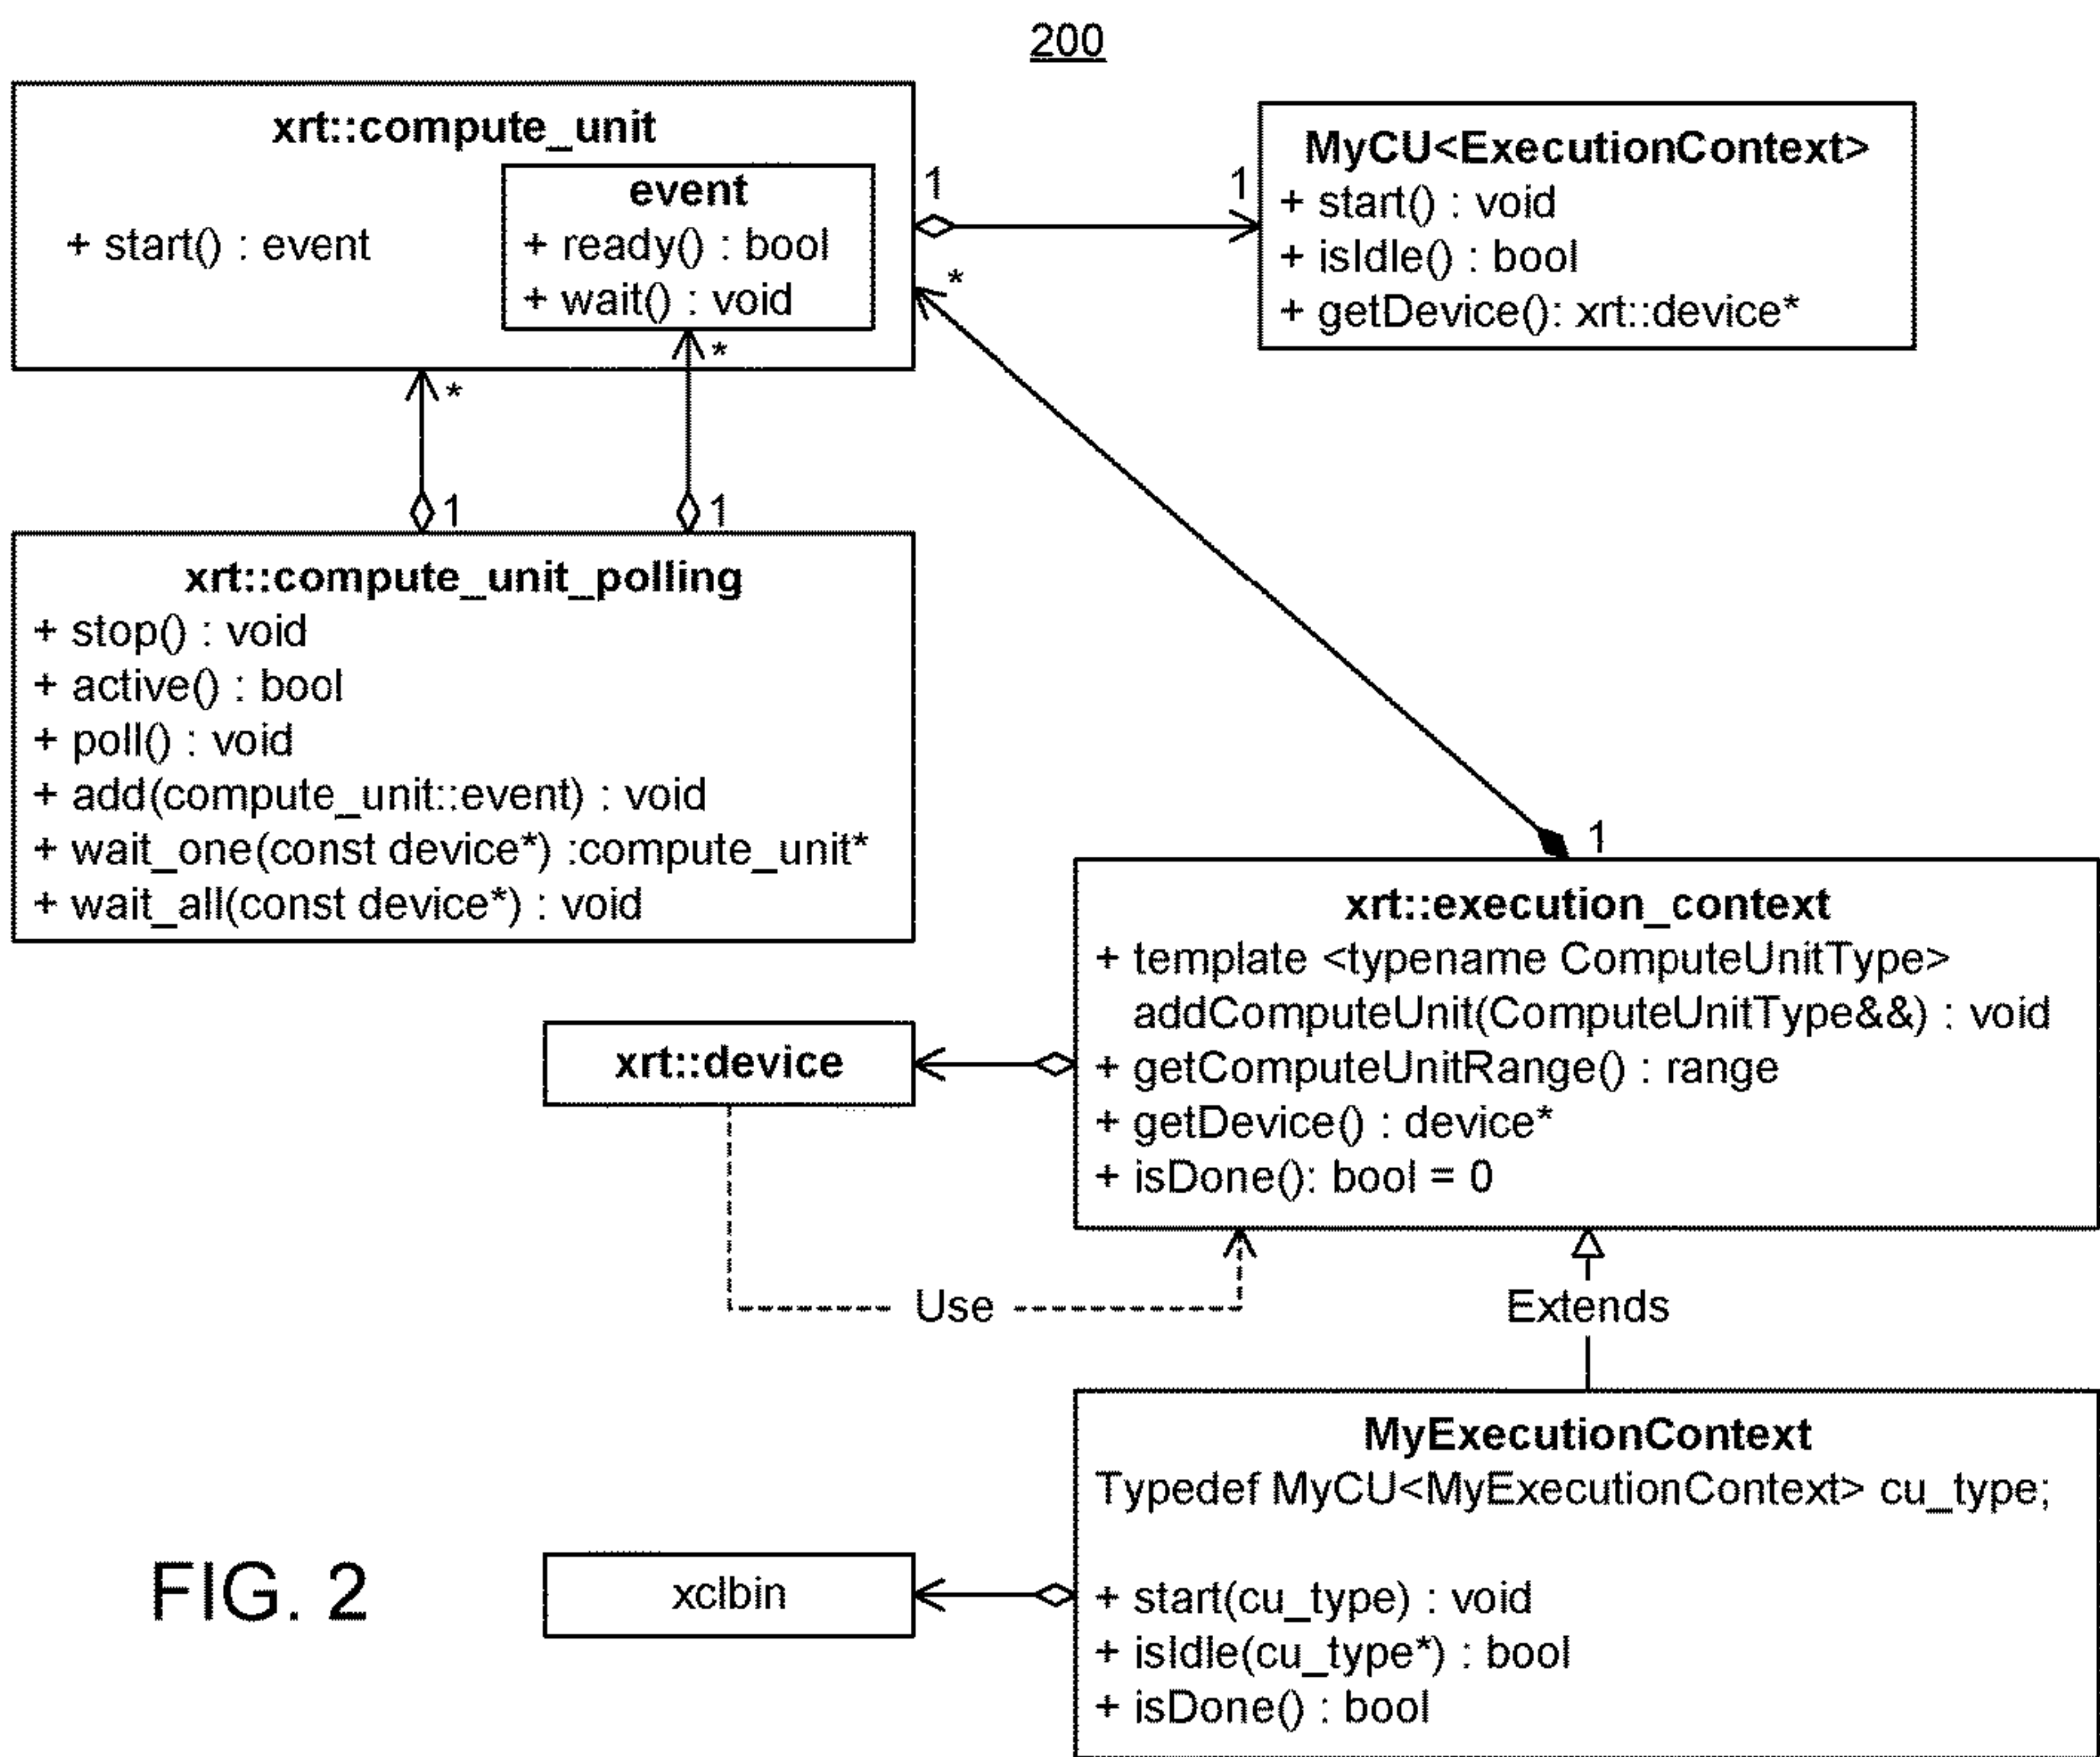 200
xrt::compute_unit
+ start() : event
event
+ ready() : bool
+ wait() : void
1
1
MyCU<ExecutionContext>
+ start() : void
+ isIdle() : bool
+ getDevice(): xrt::device*
*
*
*
1
1
xrt::compute_unit_polling
+ stop() : void
+ active() : bool
+ poll() : void
+ add(compute_unit::event) : void
+ wait_one(const device*) :compute_unit*
+ wait_all(const device*) : void
1
xrt::execution_context
+ template <typename ComputeUnitType>
addComputeUnit(ComputeUnitType&&) : void
+ getComputeUnitRange() : range
+ getDevice() : device*
+ isDone(): bool = 0
xrt::device
Use
Extends
MyExecutionContext
Typedef MyCU<MyExecutionContext> cu_type;
+ start(cu_type) : void
+ isIdle(cu_type*) : bool
+ isDone() : bool
xclbin
FIG. 2